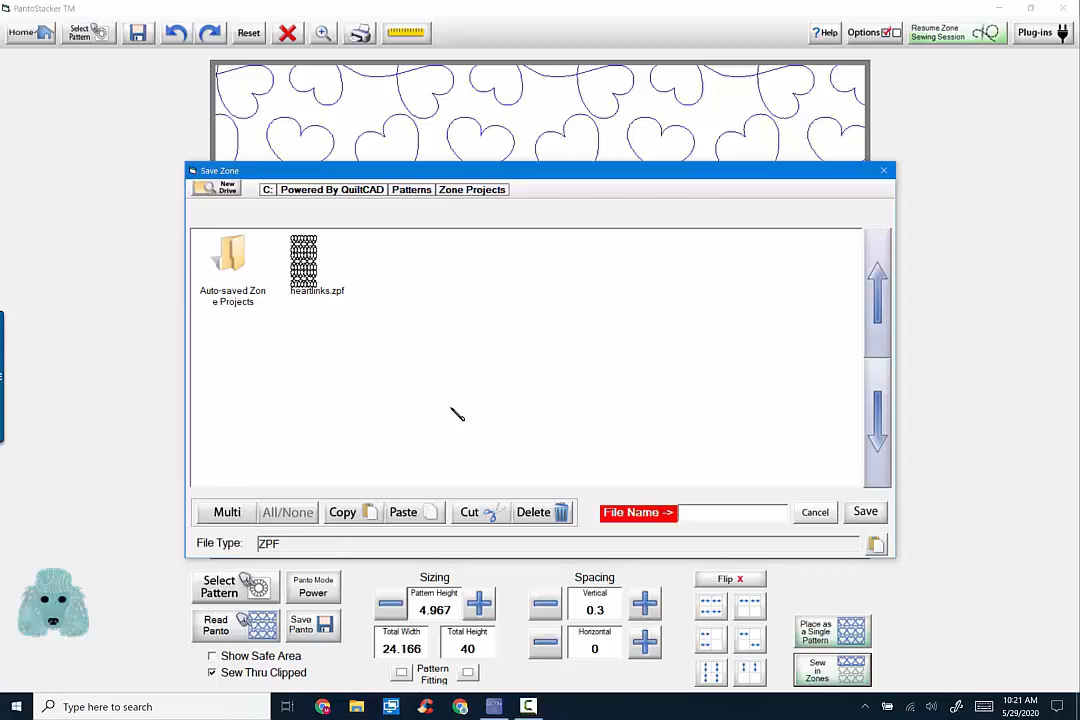 PantoStacker TM
Home
Select
Pattern
Reset
?Help
Options
Resume Zone
Sewing Session
Plug-ins
Save Zone
New
Drive
C: Powered By QuiltCAD Patterns Zone Projects
Auto-saved Zon
e Projects
heartlinks.zpf
Multi All/None Copy Paste Cut Delete
File Name -> Cancel Save
File Type: ZPF
Select
Pattern
Panto Mode
Power
Read
Panto
Save
Panto
Show Safe Area
Sew Thru Clipped
Sizing
Pattern Height
4.967
Total Width
24.166
Total Height
40
Pattern
Fitting
Spacing
Vertical
0.3
Horizontal
0
Flip X
Place as
a Single
Pattern
Sew
in
Zones
Type here to search
10:21 AM
5/29/2020